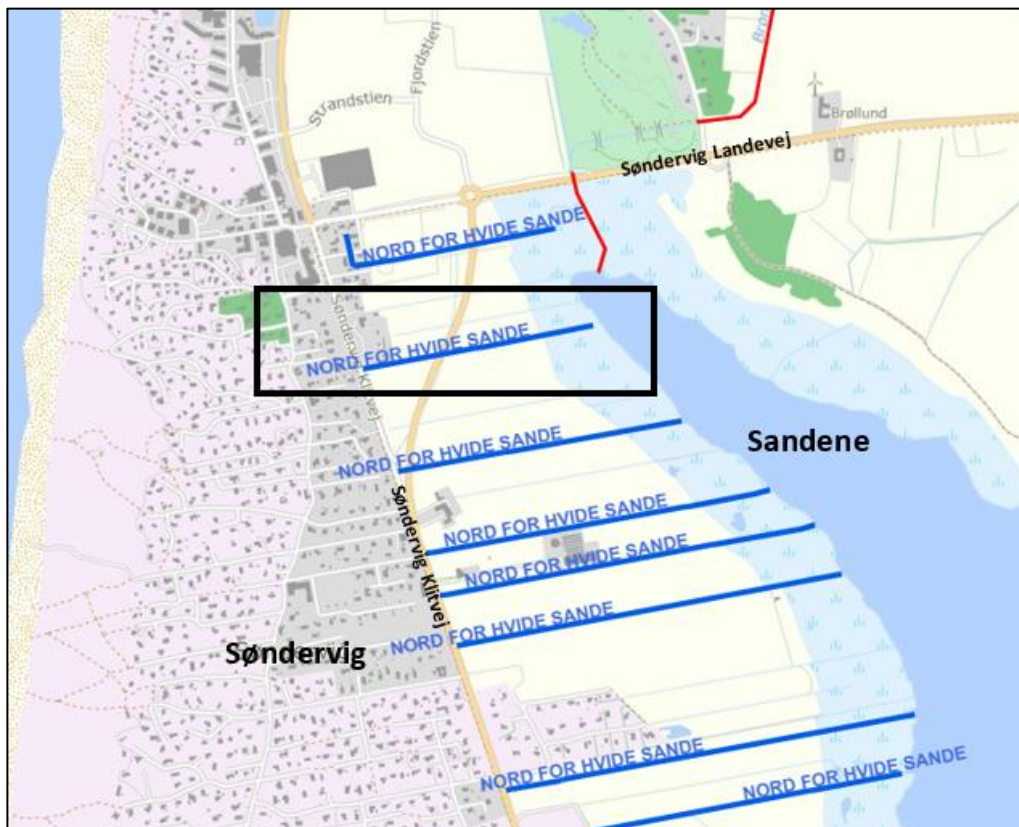 Brøn
Fjordstien
Strandstien
Brøllund
Søndervig Landevej
NORD FOR HVIDE SANDE
Søndervig Klitvej
NORD FOR HVIDE SANDE
NORD FOR HVIDE SANDE
Sandene
NORD FOR HVIDE SANDE
Søndervig Klitvej
NORD FOR HVIDE SANDE
NORD FOR HVIDE SANDE
Søndervig
NORD FOR HVIDE SANDE
NORD FOR HVIDE SANDE